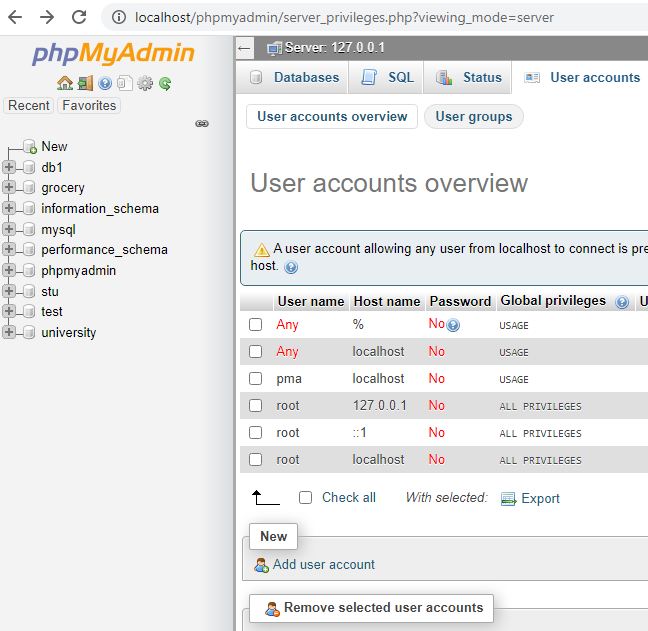 localhost/phpmyadmin/server_privileges.php?viewing_mode=server
phpMyAdmin
Recent Favorites
New
db1
grocery
information_schema
mysql
performance_schema
phpmyadmin
stu
test
university
Server: 127.0.0.1
Databases SQL Status User accounts
User accounts overview User groups
User accounts overview
A user account allowing any user from localhost to connect is pre
host.
User name Host name Password Global privileges U
Any % No USAGE
Any localhost No USAGE
pma localhost No USAGE
root 127.0.0.1 No ALL PRIVILEGES
root ::1 No ALL PRIVILEGES
root localhost No ALL PRIVILEGES
Check all With selected: Export
New
Add user account
Remove selected user accounts